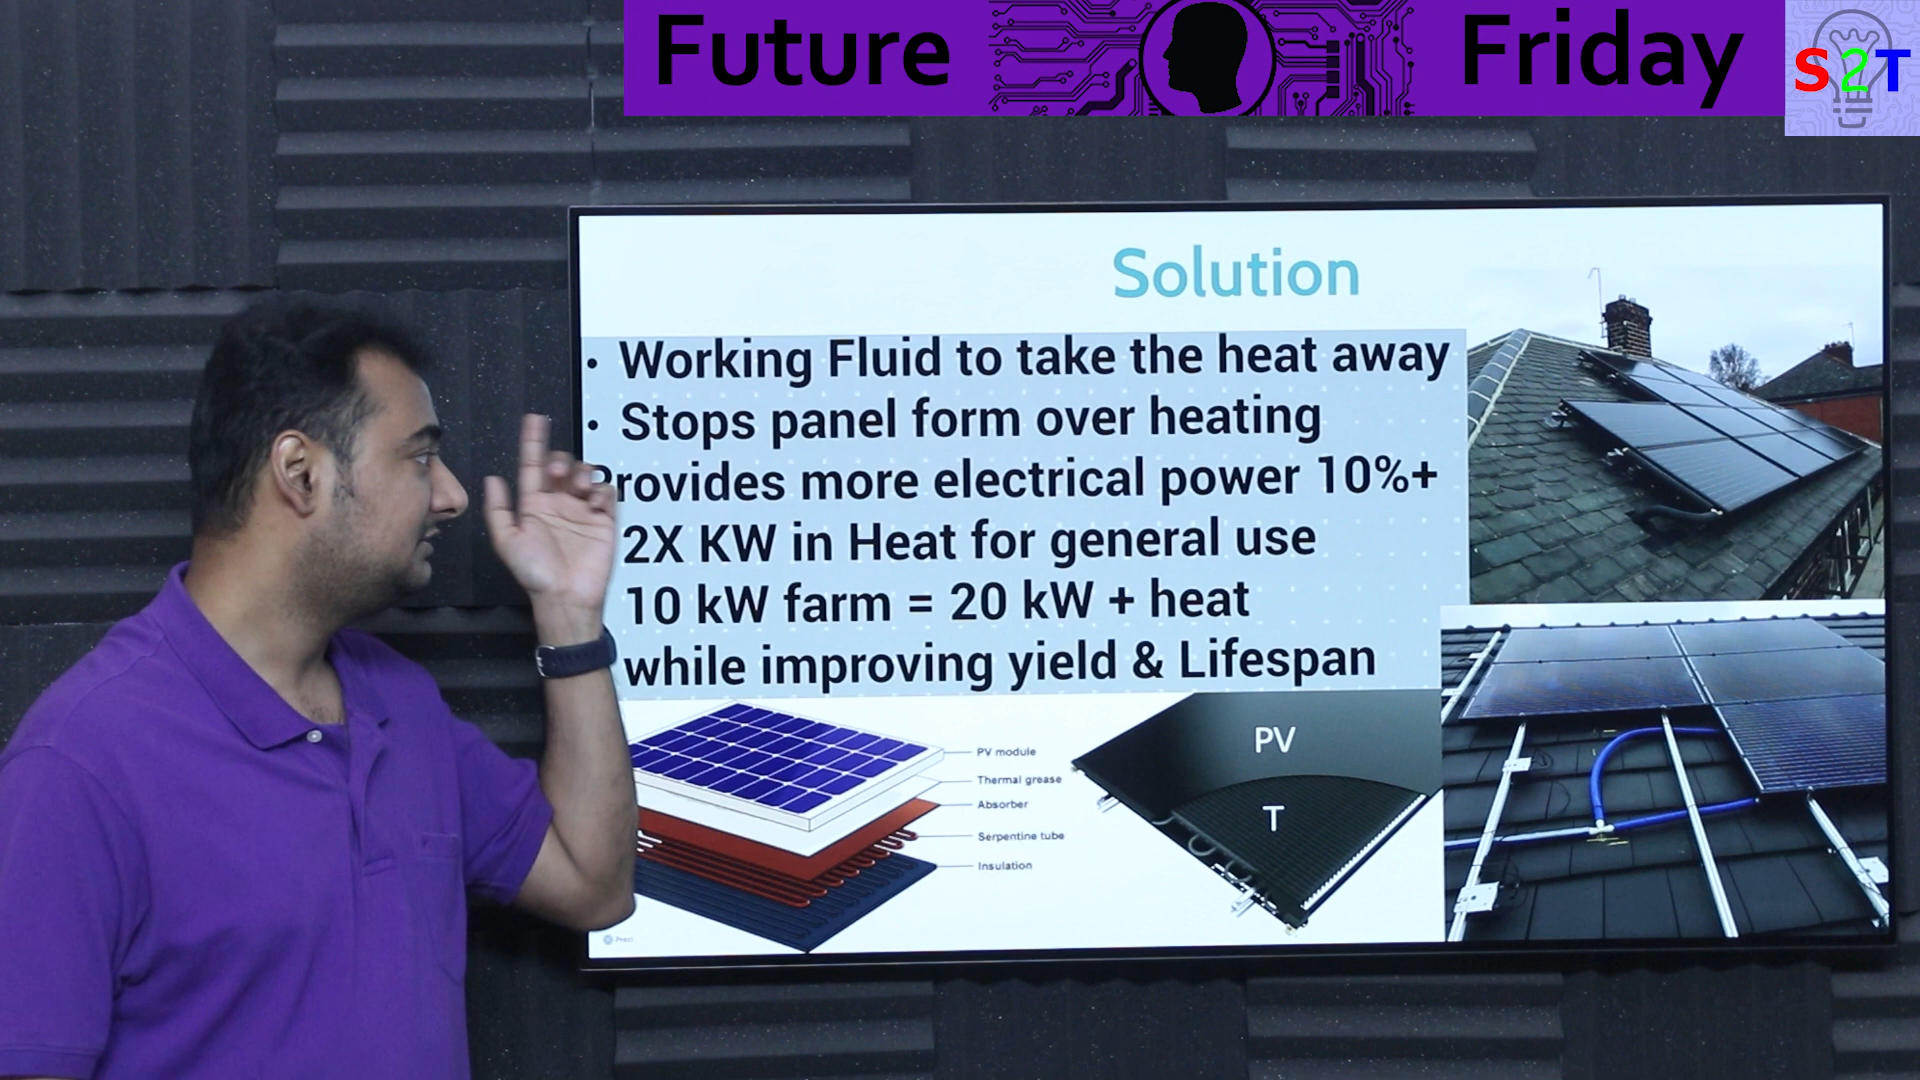 Future Friday
S2T
Solution
• Working Fluid to take the heat away
• Stops panel form over heating
Provides more electrical power 10%+
2X KW in Heat for general use
10 kW farm = 20 kW + heat
while improving yield & Lifespan
PV module
Thermal grease
Absorber
Serpentine tube
Insulation
PV
T
Prezi